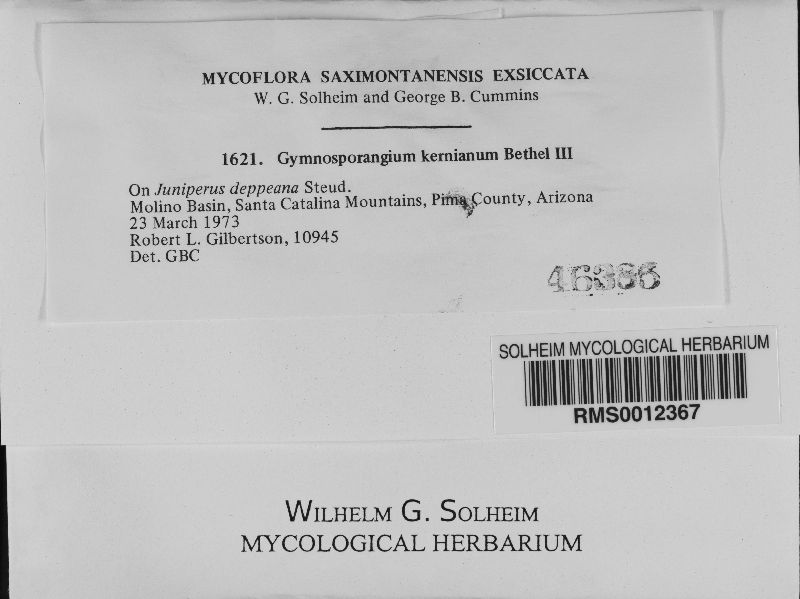 MYCOFLORA SAXIMONTANENSIS EXSICCATA
W. G. Solheim and George B. Cummins
1621. Gymnosporangium kernianum Bethel III
On Juniperus deppeana Steud.
Molino Basin, Santa Catalina Mountains, Pima County, Arizona
23 March 1973
Robert L. Gilbertson, 10945
Det. GBC
46386
SOLHEIM MYCOLOGICAL HERBARIUM
RMS0012367
WILHELM G. SOLHEIM
MYCOLOGICAL HERBARIUM